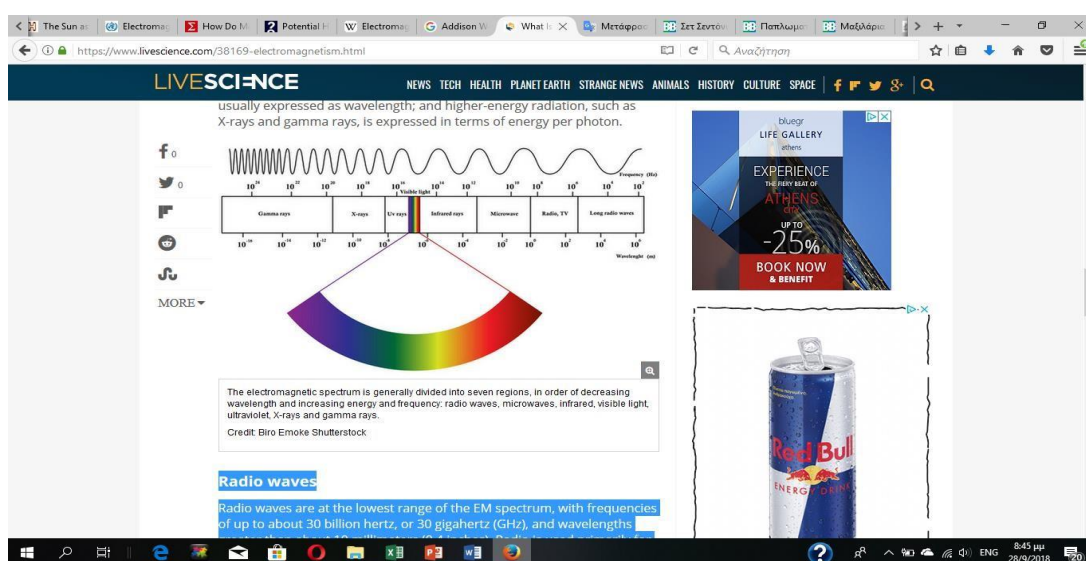 The Sun as
Electromag
How Do M
Potential H
Electromag
Addison W
What Is
Μετάφρασ
Σετ Σεντόνι
Παπλωμα
Μαξιλάρια
https://www.livescience.com/38169-electromagnetism.html
Αναζήτηση
LIVESCIENCE
NEWS TECH HEALTH PLANET EARTH STRANGE NEWS ANIMALS HISTORY CULTURE SPACE
usually expressed as wavelength; and higher-energy radiation, such as
X-rays and gamma rays, is expressed in terms of energy per photon.
0
0
MORE
Frequency (Hz)
Visible light
Gamma rays
X-rays
Uv rays
Infrared rays
Microwave
Radio, TV
Long radio waves
Wavelenght (m)
The electromagnetic spectrum is generally divided into seven regions, in order of decreasing
wavelength and increasing energy and frequency: radio waves, microwaves, infrared, visible light,
ultraviolet, X-rays and gamma rays.
Credit: Biro Emoke Shutterstock
Radio waves
Radio waves are at the lowest range of the EM spectrum, with frequencies
of up to about 30 billion hertz, or 30 gigahertz (GHz), and wavelengths
bluegr
LIFE GALLERY
athens
EXPERIENCE
THE FIERY BEAT OF
ATHENS
CITY
UP TO
-25%
BOOK NOW
& BENEFIT
Red Bull
ENERGY DRINK
ENG
8:45 μμ
28/9/2018
20